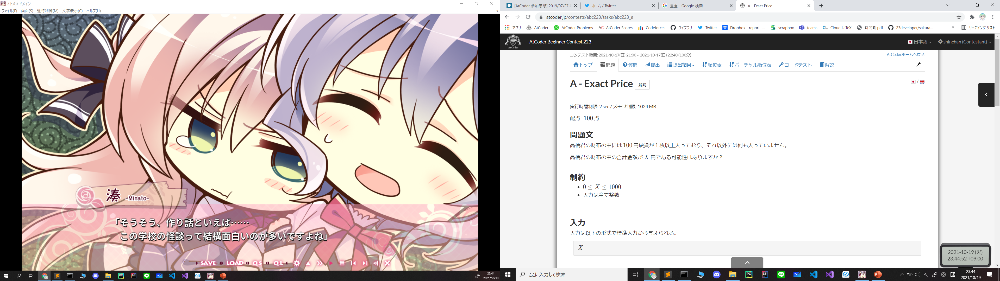 オトメ＊ドメイン
ファイル(F) 画面(S) 進行制御(M) 文字表示(C) ヘルプ(H)
湊 -Minato-
「そうそう、作り話といえば……
この学校の怪談って結構面白いのが多いですよね」
SAVE LOAD Q.S Q.L
23:44
2021/10/19
[AtCoder 参加感想] 2019/07/27:
ホーム / Twitter
重宝 - Google 検索
A - Exact Price
atcoder.jp/contests/abc223/tasks/abc223_a
アプリ AtCoder AtCoder Problems AtCoder Scores Codeforces ライブラリ Twitter Dropbox - report -... scrapbox teams Cloud LaTeX 時間割.pdf 23developer/sakura... » リーディング リスト
AtCoder
AtCoder Beginner Contest 223
日本語 shinchan (Contestant)
コンテスト時間: 2021-10-17(日) 21:00 ~ 2021-10-17(日) 22:40 (100分)
AtCoderホームへ戻る
トップ 問題 質問 提出 提出結果 順位表 バーチャル順位表 コードテスト 解説
A - Exact Price 解説
/
実行時間制限: 2 sec / メモリ制限: 1024 MB
配点 : 100 点
問題文
高橋君の財布の中には 100 円硬貨が 1 枚以上入っており、それ以外には何も入っていません。
高橋君の財布の中の合計金額が X 円である可能性はありますか？
制約
• 0 ≤ X ≤ 1000
• 入力は全て整数
入力
入力は以下の形式で標準入力から与えられる。
X
2021-10-19 (火)
23:44:52 +09:00
ここに入力して検索
23:44
2021/10/19